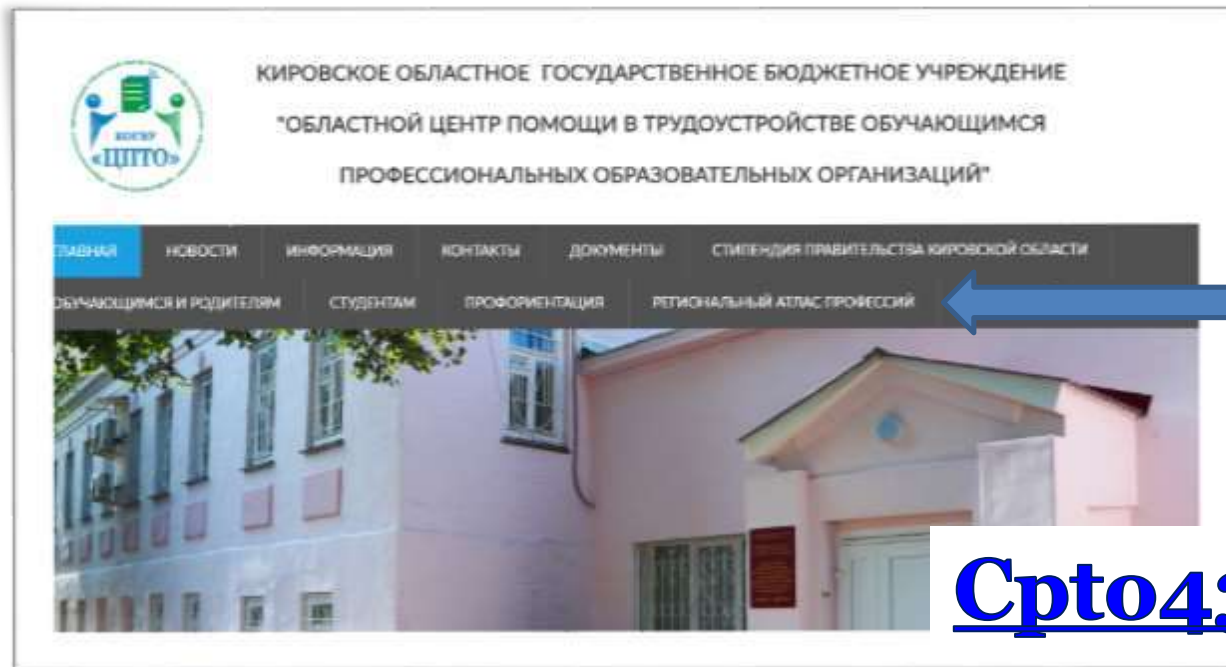 КИРОВСКОЕ ОБЛАСТНОЕ ГОСУДАРСТВЕННОЕ БЮДЖЕТНОЕ УЧРЕЖДЕНИЕ
"ОБЛАСТНОЙ ЦЕНТР ПОМОЩИ В ТРУДОУСТРОЙСТВЕ ОБУЧАЮЩИМСЯ
ПРОФЕССИОНАЛЬНЫХ ОБРАЗОВАТЕЛЬНЫХ ОРГАНИЗАЦИЙ"
КОГБУ
«ЦПТО»
ГЛАВНАЯ НОВОСТИ ИНФОРМАЦИЯ КОНТАКТЫ ДОКУМЕНТЫ СТИПЕНДИЯ ПРАВИТЕЛЬСТВА КИРОВСКОЙ ОБЛАСТИ
ОБУЧАЮЩИМСЯ И РОДИТЕЛЯМ СТУДЕНТАМ ПРОФОРИЕНТАЦИЯ РЕГИОНАЛЬНЫЙ АТЛАС ПРОФЕССИЙ
Cpto4